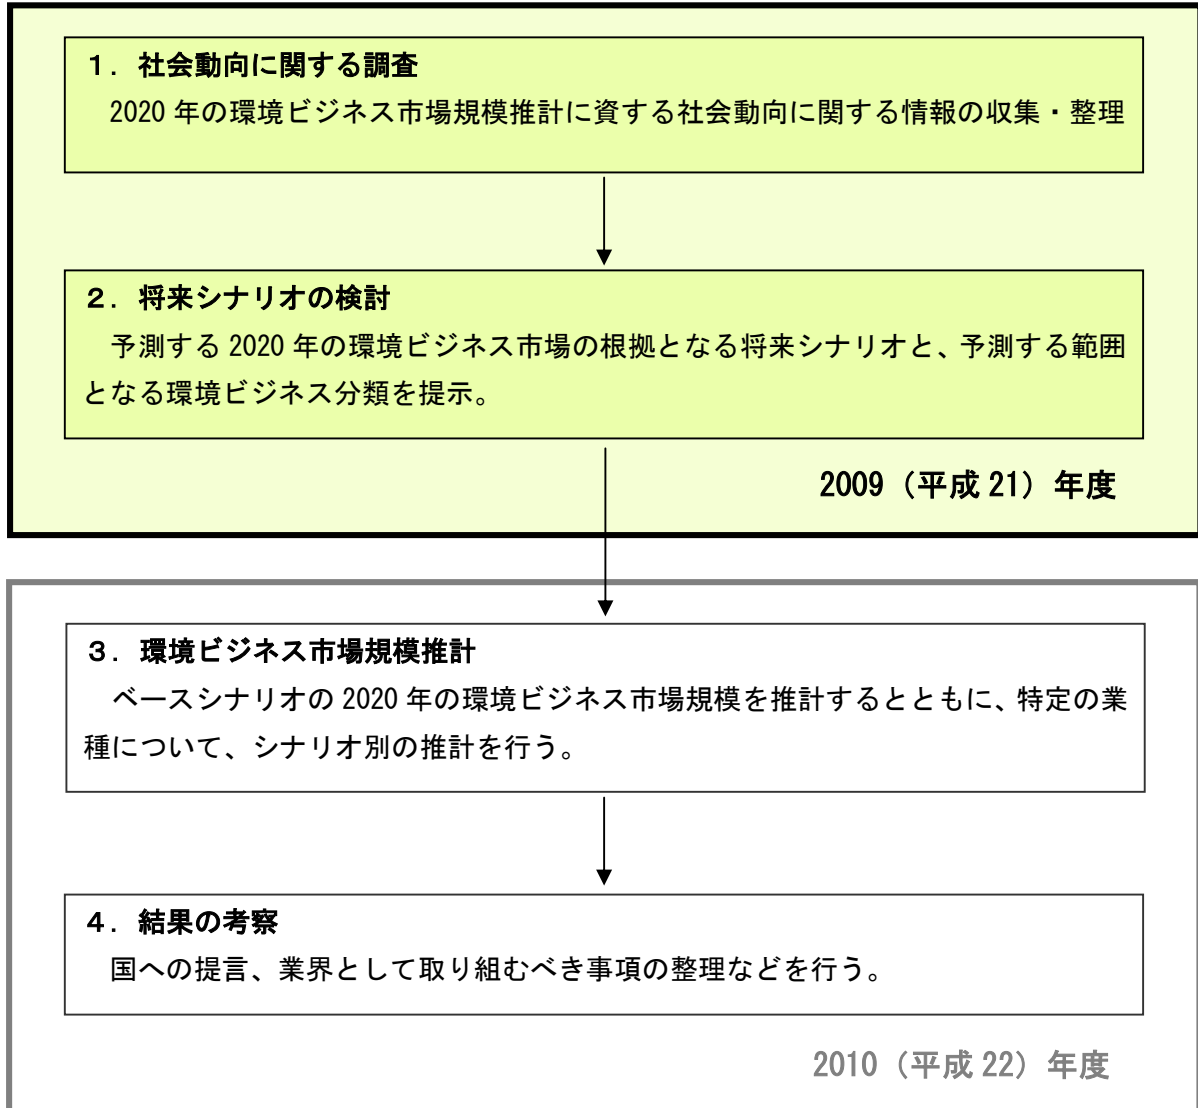 １．社会動向に関する調査
2020 年の環境ビジネス市場規模推計に資する社会動向に関する情報の収集・整理
２．将来シナリオの検討
予測する 2020 年の環境ビジネス市場の根拠となる将来シナリオと、予測する範囲
となる環境ビジネス分類を提示。
2009（平成 21）年度
３．環境ビジネス市場規模推計
ベースシナリオの 2020 年の環境ビジネス市場規模を推計するとともに、特定の業
種について、シナリオ別の推計を行う。
４．結果の考察
国への提言、業界として取り組むべき事項の整理などを行う。
2010（平成 22）年度